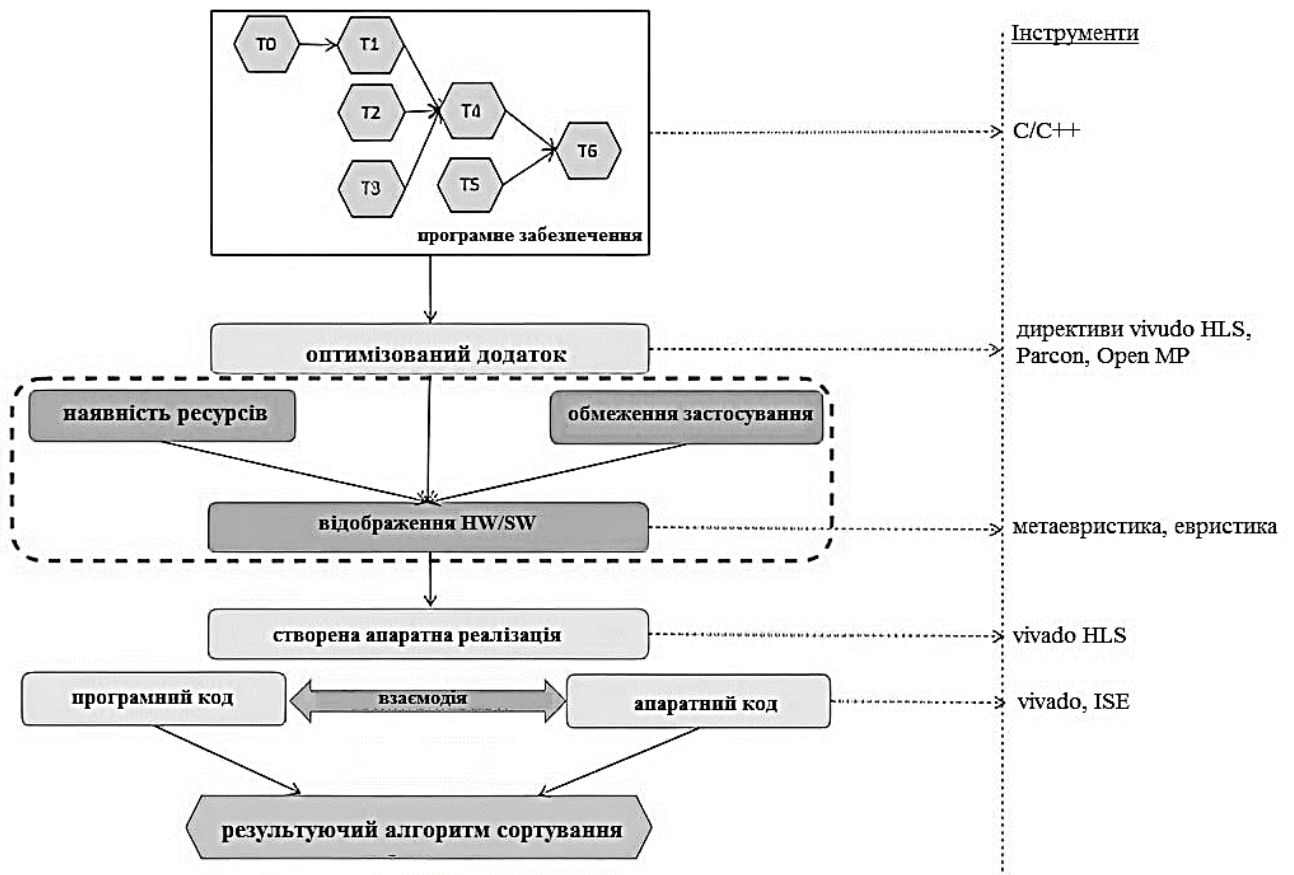 Інструменти
T0
T1
T2
T4
T3
T5
T6
програмне забезпечення
C/C++
оптимізований додаток
директиви vivudo HLS,
Parcon, Open MP
наявність ресурсів
обмеження застосування
відображення HW/SW
метаевристика, евристика
створена апаратна реалізація
vivado HLS
програмний код
взаємодія
апаратний код
vivado, ISE
результуючий алгоритм сортування